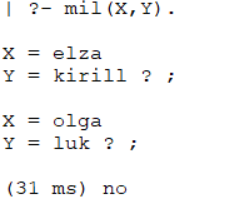 | ?- mil(X,Y).
X = elza
Y = kirill ? ;
X = olga
Y = luk ? ;
(31 ms) no